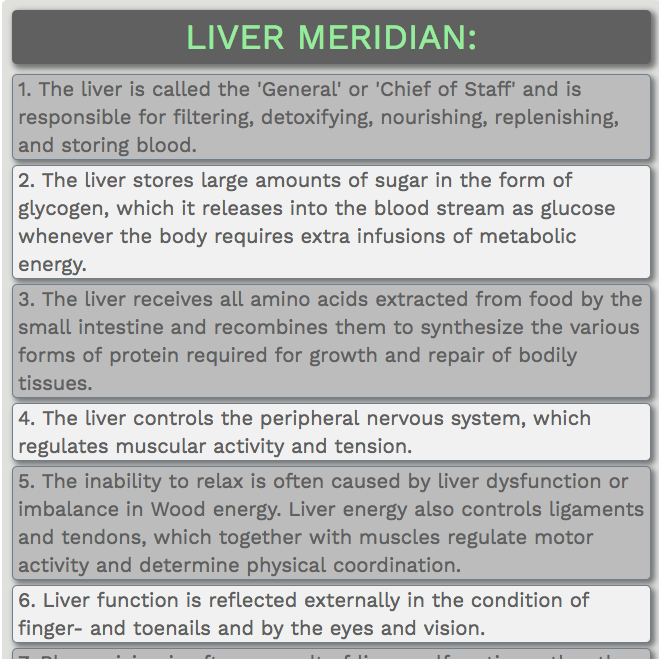 LIVER MERIDIAN:
1. The liver is called the 'General' or 'Chief of Staff' and is
responsible for filtering, detoxifying, nourishing, replenishing,
and storing blood.
2. The liver stores large amounts of sugar in the form of
glycogen, which it releases into the blood stream as glucose
whenever the body requires extra infusions of metabolic
energy.
3. The liver receives all amino acids extracted from food by the
small intestine and recombines them to synthesize the various
forms of protein required for growth and repair of bodily
tissues.
4. The liver controls the peripheral nervous system, which
regulates muscular activity and tension.
5. The inability to relax is often caused by liver dysfunction or
imbalance in Wood energy. Liver energy also controls ligaments
and tendons, which together with muscles regulate motor
activity and determine physical coordination.
6. Liver function is reflected externally in the condition of
finger- and toenails and by the eyes and vision.